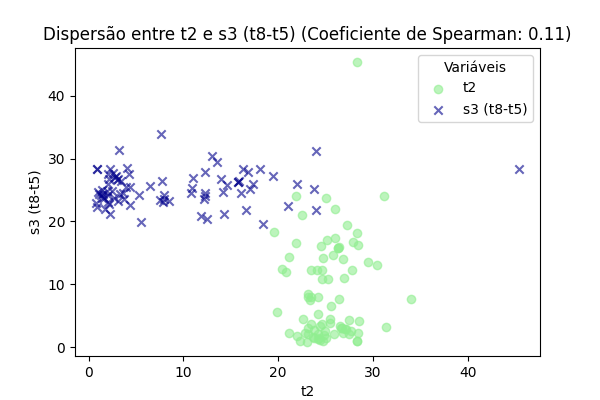 Dispersão entre t2 e s3 (t8-t5) (Coeficiente de Spearman: 0.11)
Variáveis
t2
s3 (t8-t5)
40
30
20
10
0
s3 (t8-t5)
0 10 20 30 40
t2